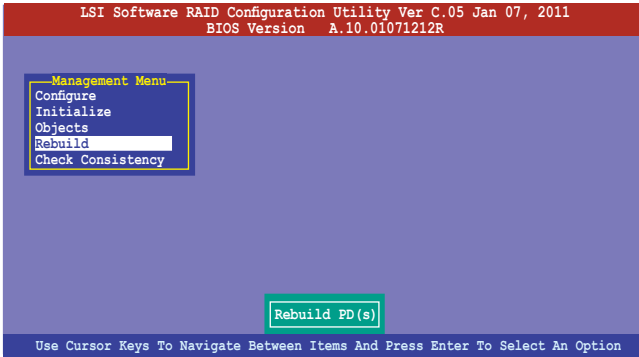 LSI Software RAID Configuration Utility Ver C.05 Jan 07, 2011
BIOS Version A.10.01071212R
Management Menu
Configure
Initialize
Objects
Rebuild
Check Consistency
Rebuild PD(s)
Use Cursor Keys To Navigate Between Items And Press Enter To Select An Option